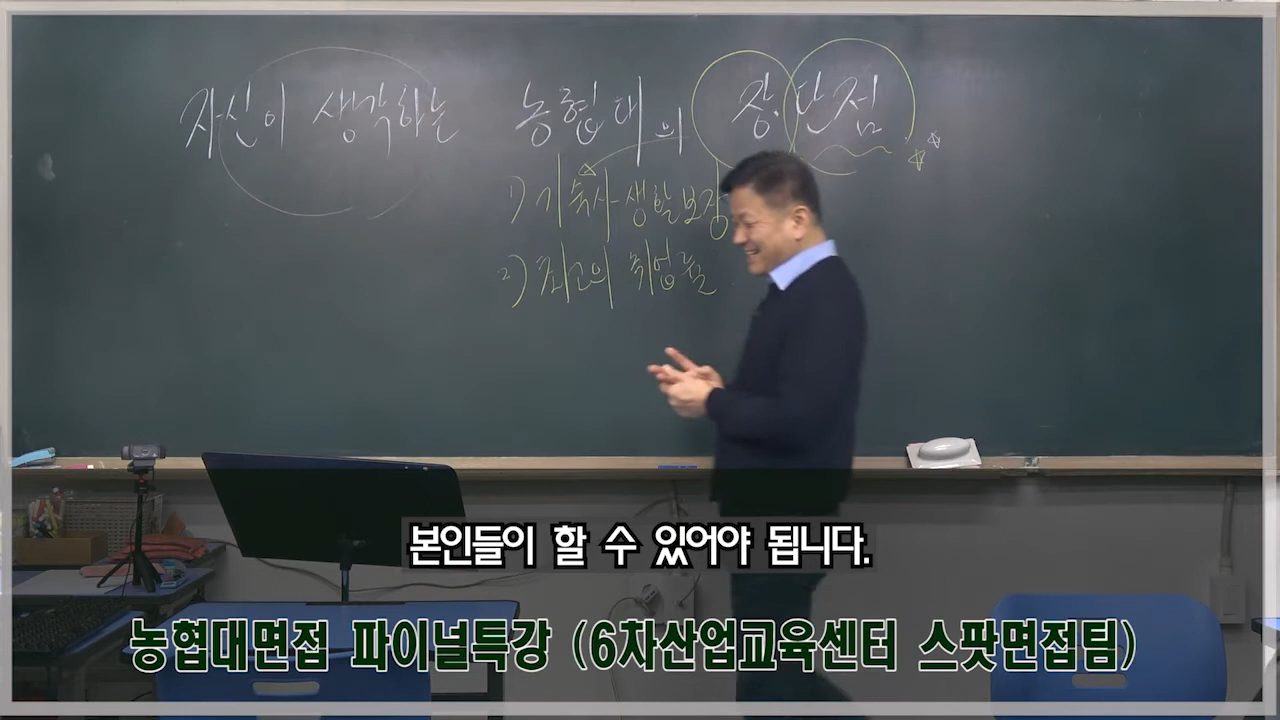 자신이 생각하는 농협대의 장.단점
1) 기숙사 생활보장
2) 최고의 취업률
본인들이 할 수 있어야 됩니다.
농협대면접 파이널특강 (6차산업교육센터 스팟면접팀)